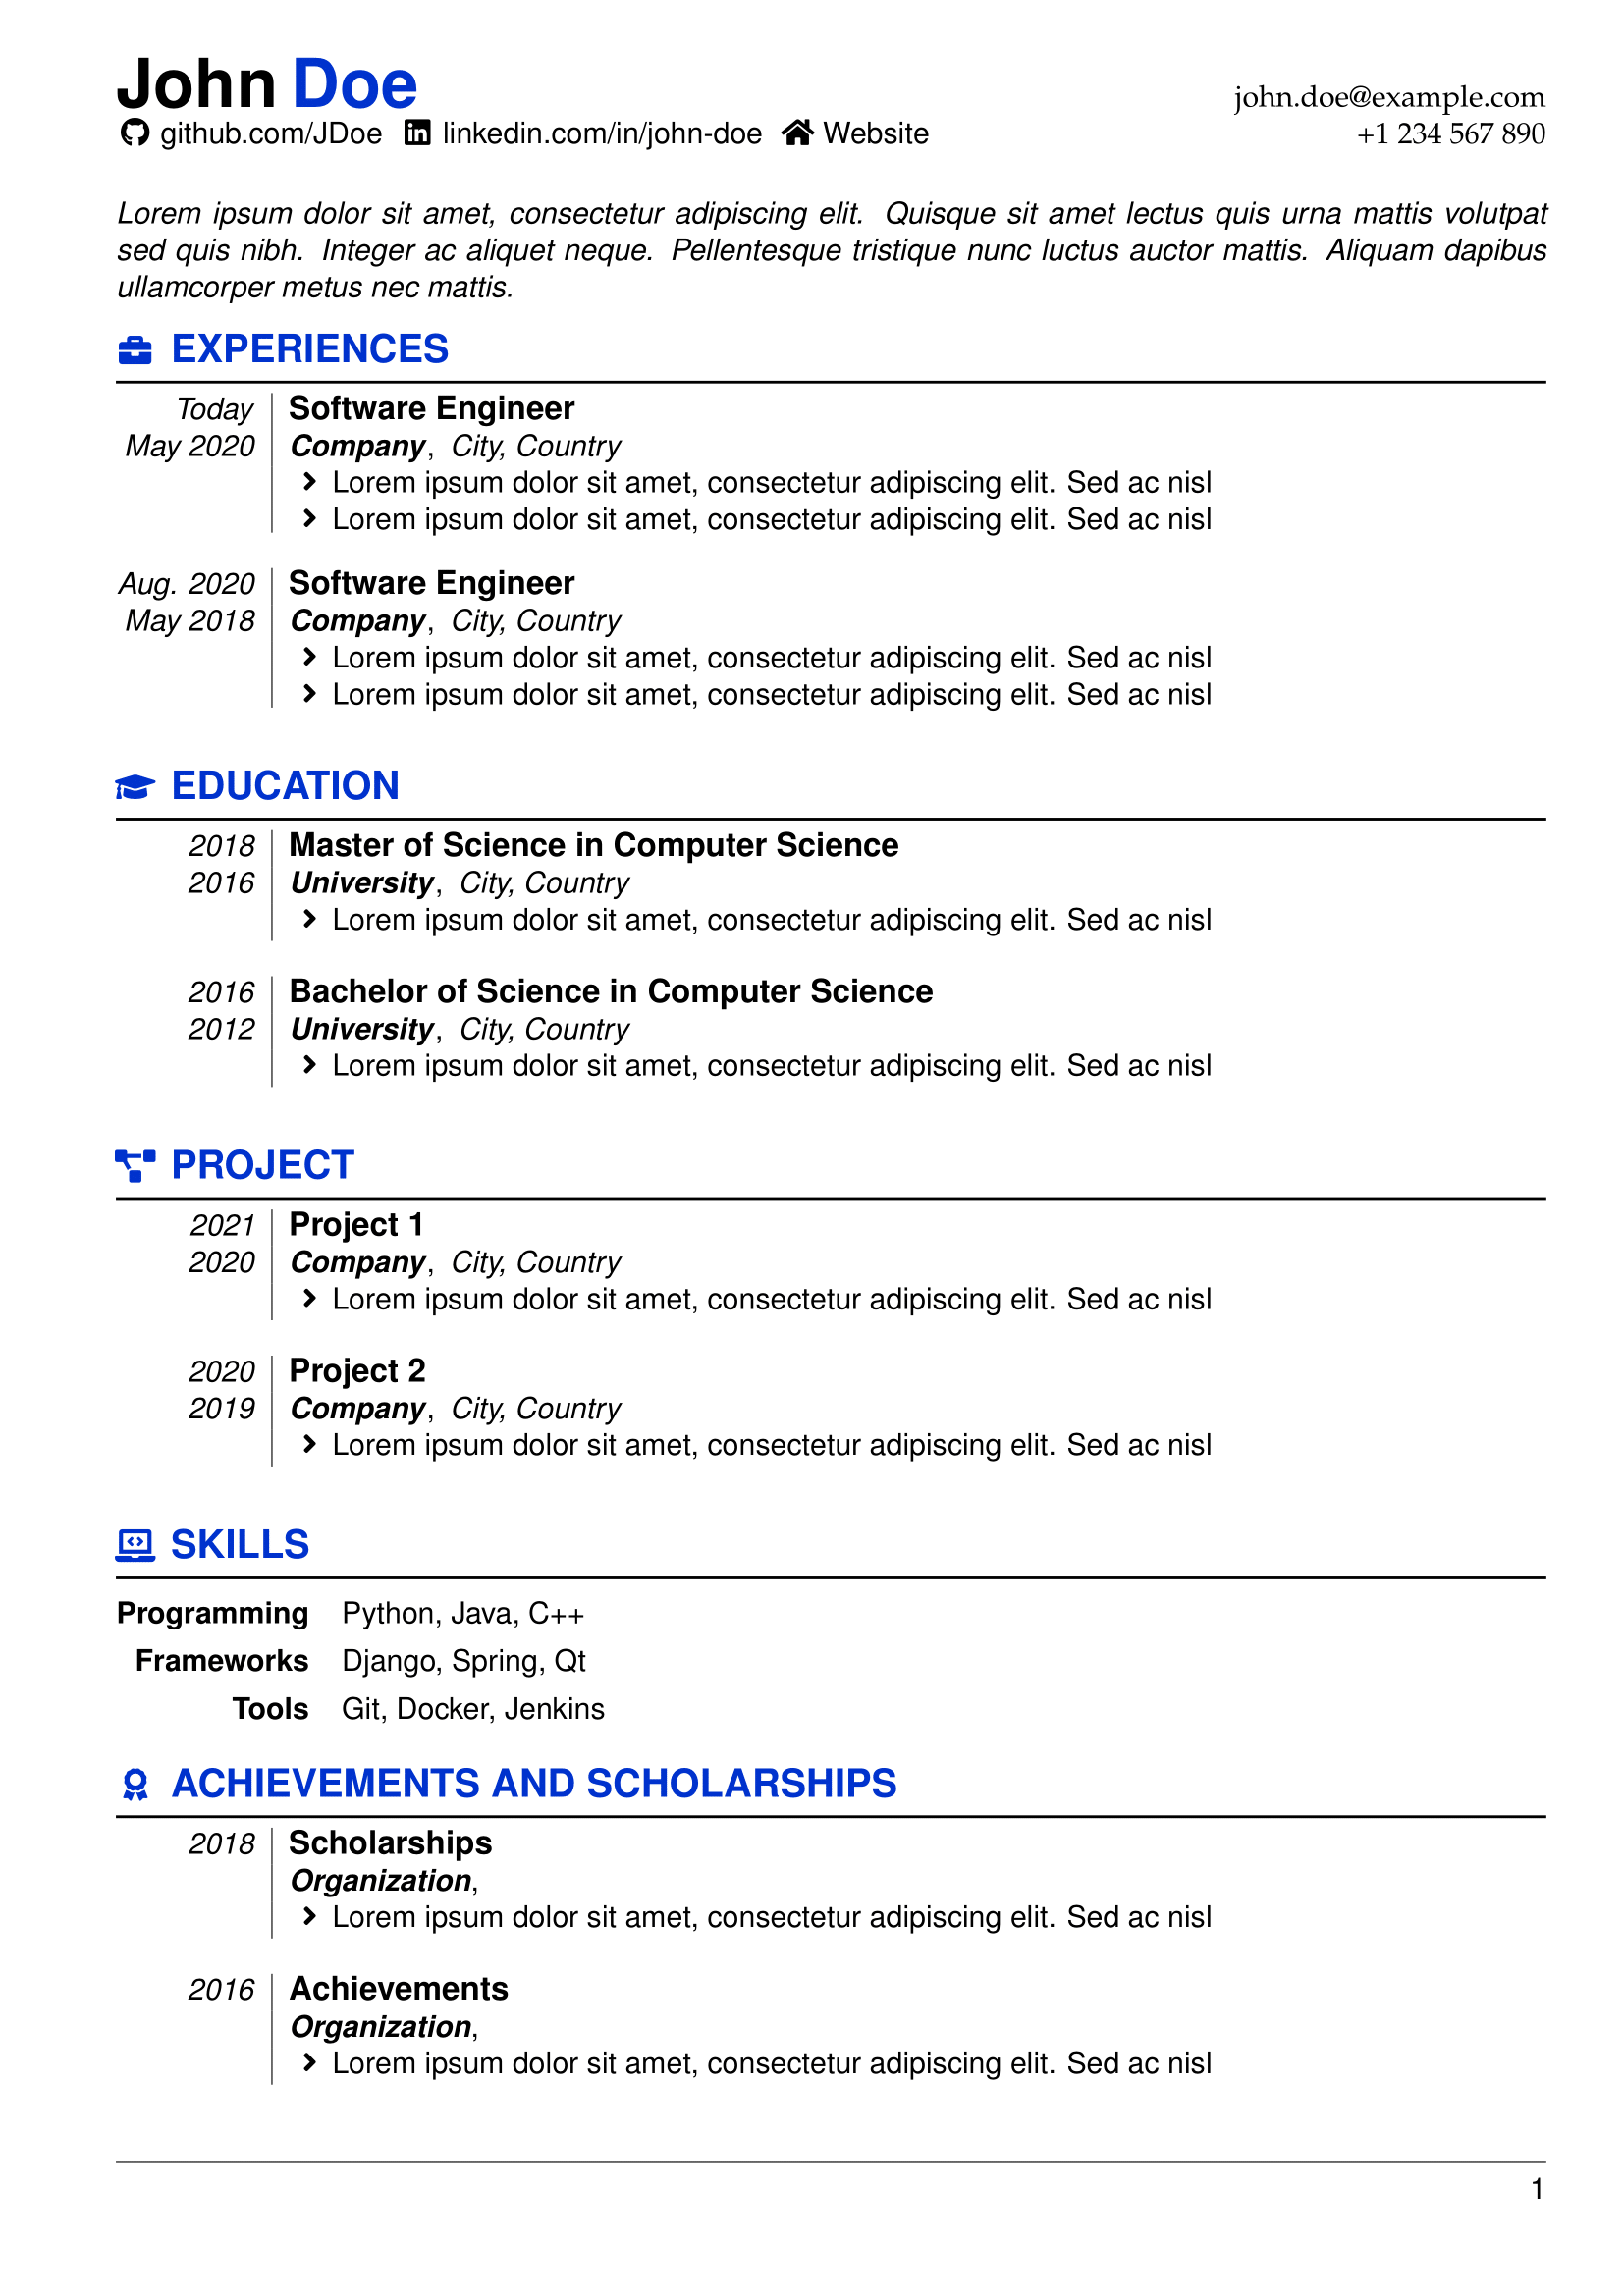 John Doe
github.com/JDoe linkedin.com/in/john-doe Website
john.doe@example.com
+1 234 567 890
Lorem ipsum dolor sit amet, consectetur adipiscing elit. Quisque sit amet lectus quis urna mattis volutpat
sed quis nibh. Integer ac aliquet neque. Pellentesque tristique nunc luctus auctor mattis. Aliquam dapibus
ullamcorper metus nec mattis.
EXPERIENCES
Today Software Engineer
May 2020 Company, City, Country
Lorem ipsum dolor sit amet, consectetur adipiscing elit. Sed ac nisl
Lorem ipsum dolor sit amet, consectetur adipiscing elit. Sed ac nisl
Aug. 2020 Software Engineer
May 2018 Company, City, Country
Lorem ipsum dolor sit amet, consectetur adipiscing elit. Sed ac nisl
Lorem ipsum dolor sit amet, consectetur adipiscing elit. Sed ac nisl
EDUCATION
2018 Master of Science in Computer Science
2016 University, City, Country
Lorem ipsum dolor sit amet, consectetur adipiscing elit. Sed ac nisl
2016 Bachelor of Science in Computer Science
2012 University, City, Country
Lorem ipsum dolor sit amet, consectetur adipiscing elit. Sed ac nisl
PROJECT
2021 Project 1
2020 Company, City, Country
Lorem ipsum dolor sit amet, consectetur adipiscing elit. Sed ac nisl
2020 Project 2
2019 Company, City, Country
Lorem ipsum dolor sit amet, consectetur adipiscing elit. Sed ac nisl
SKILLS
Programming Python, Java, C++
Frameworks Django, Spring, Qt
Tools Git, Docker, Jenkins
ACHIEVEMENTS AND SCHOLARSHIPS
2018 Scholarships
Organization,
Lorem ipsum dolor sit amet, consectetur adipiscing elit. Sed ac nisl
2016 Achievements
Organization,
Lorem ipsum dolor sit amet, consectetur adipiscing elit. Sed ac nisl
1